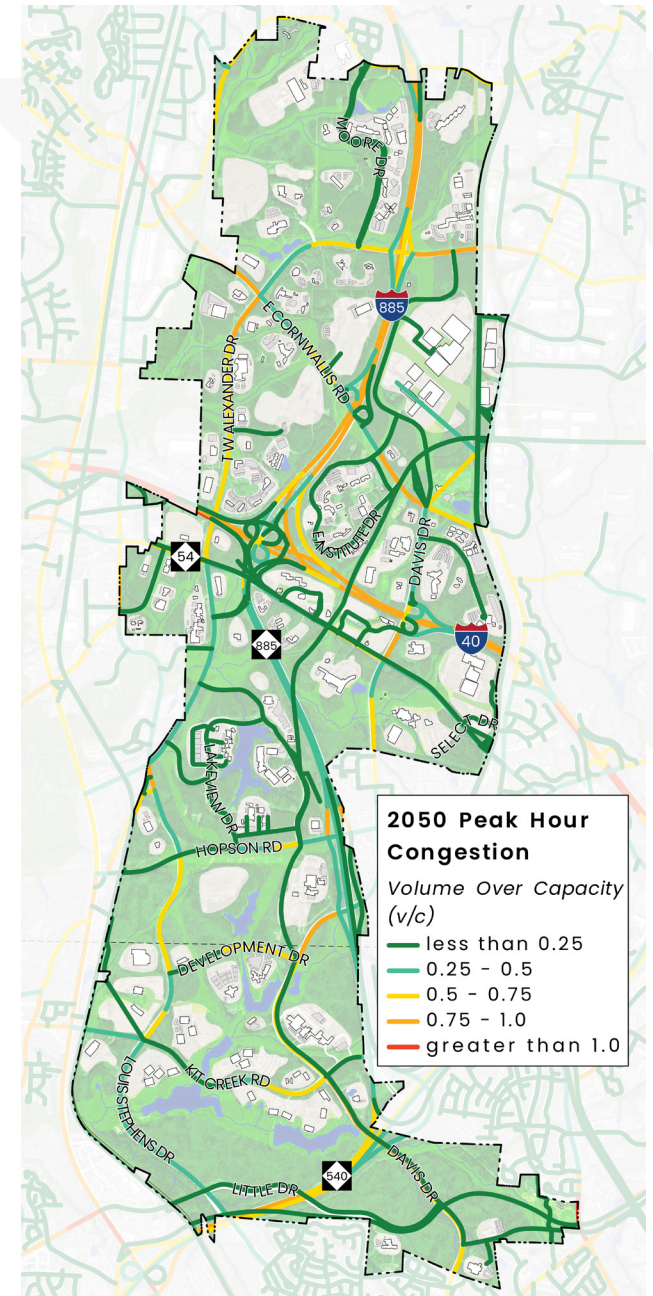 MOORE DR
885
E CORNWALLIS RD
T W ALEXANDER DR
E INSTITUTE DR
DAVIS DR
54
885
40
SELECT DR
LAKEVIEW DR
HOPSON RD
2050 Peak Hour
Congestion
Volume Over Capacity
(v/c)
less than 0.25
0.25 - 0.5
0.5 - 0.75
0.75 - 1.0
greater than 1.0
DEVELOPMENT DR
KIT CREEK RD
LOUIS STEPHENS DR
DAVIS DR
540
LITTLE DR